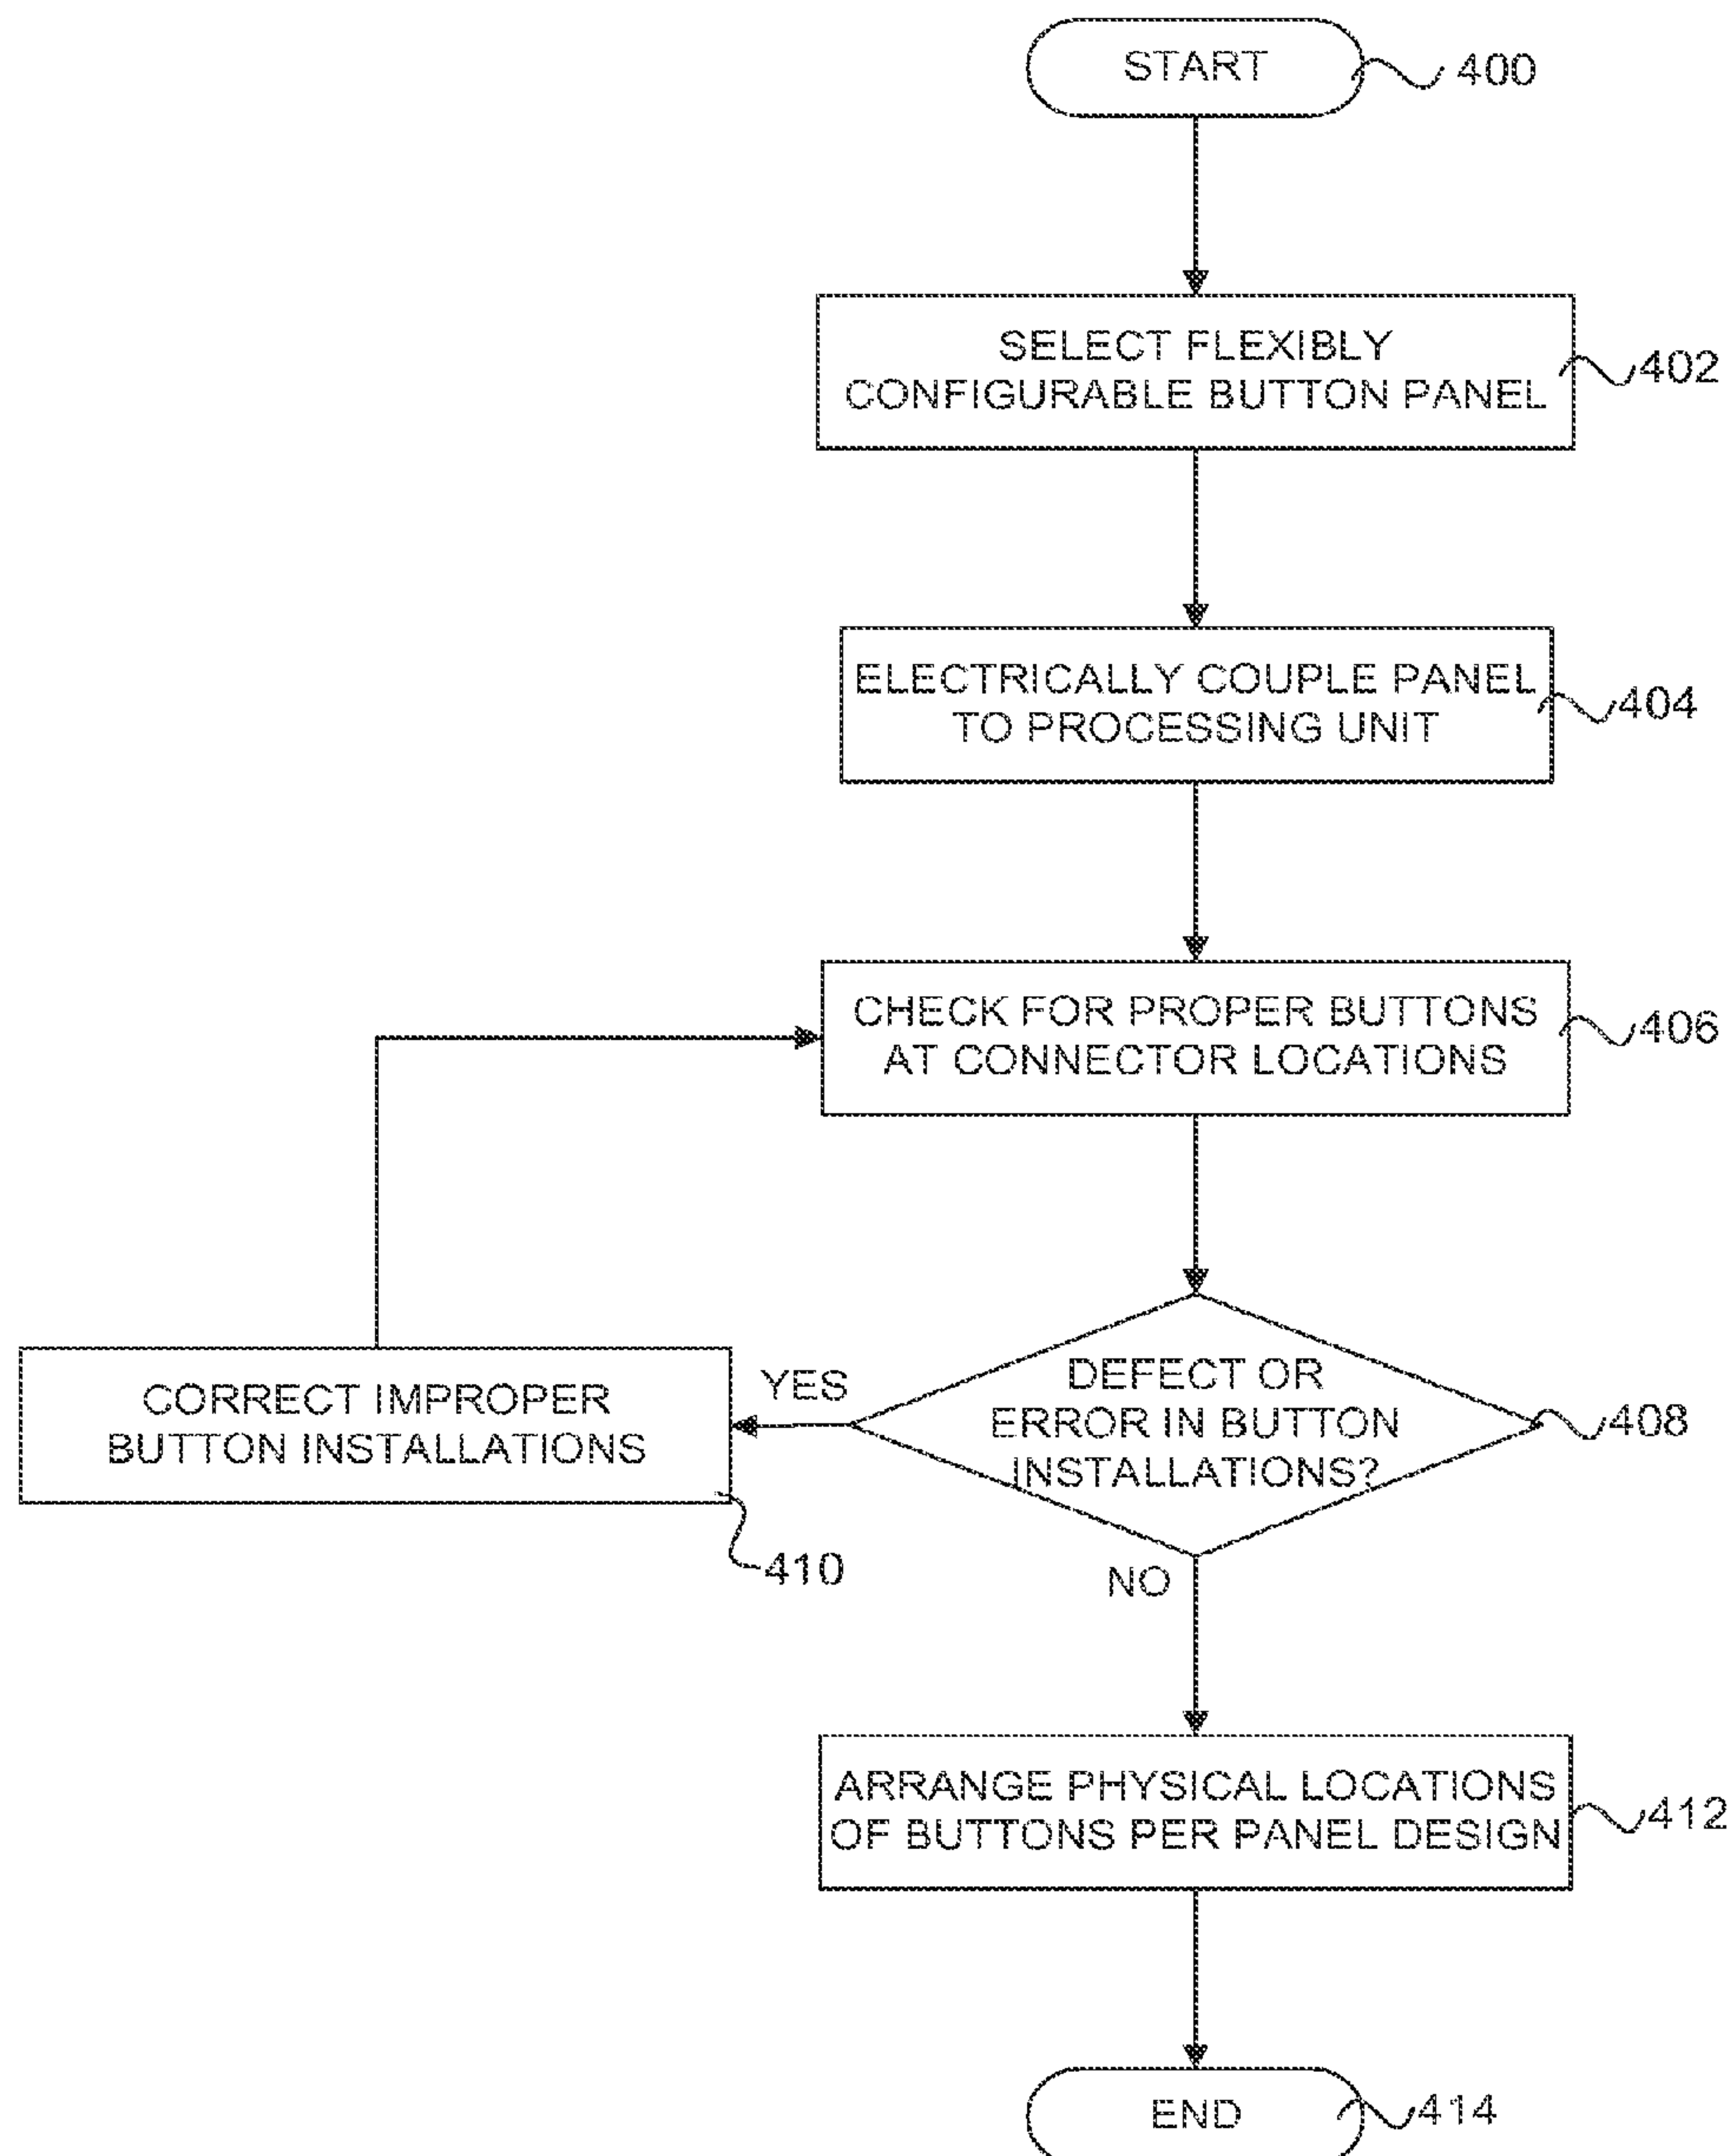 START
400
SELECT FLEXIBLY
CONFIGURABLE BUTTON PANEL
402
ELECTRICALLY COUPLE PANEL
TO PROCESSING UNIT
404
CHECK FOR PROPER BUTTONS
AT CONNECTOR LOCATIONS
406
DEFECT OR
ERROR IN BUTTON
INSTALLATIONS?
408
YES
CORRECT IMPROPER
BUTTON INSTALLATIONS
410
NO
ARRANGE PHYSICAL LOCATIONS
OF BUTTONS PER PANEL DESIGN
412
END
414